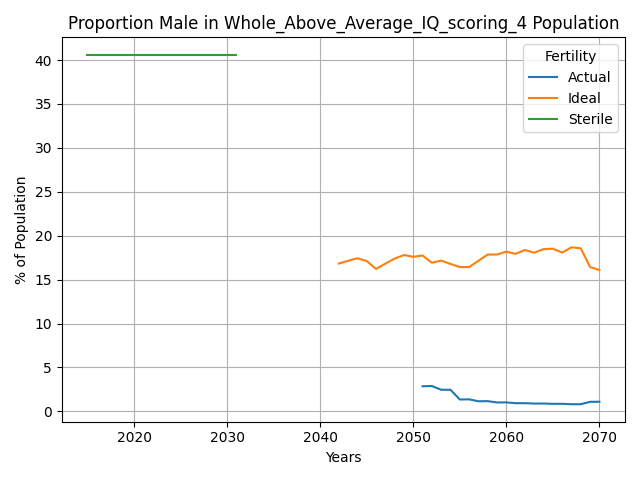 Proportion Male in Whole_Above_Average_IQ_scoring_4 Population
Fertility
Actual
Ideal
Sterile
% of Population
40
35
30
25
20
15
10
5
0
2020 2030 2040 2050 2060 2070
Years